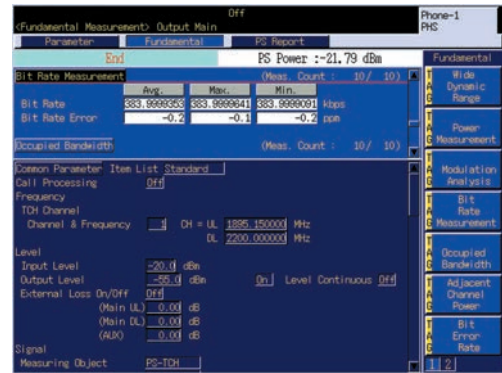 Off
<Fundamental Measurement> Output Main
Phone-1
PHS
Parameter Fundamental PS Report
End PS Power :-21.79 dBm
Fundamental
Bit Rate Measurement (Meas. Count : 10/ 10)
Avg. Max. Min.
Bit Rate 383.9999353 383.9999641 383.9999091 kbps
Bit Rate Error -0.2 -0.1 -0.2 ppm
Occupied Bandwidth (Meas. Count : 10/ 10)
Common Parameter Item List Standard
Call Processing Off
Frequency
TCH Channel
Channel & Frequency 1 CH = UL 1895.150000 MHz
DL 2200.000000 MHz
Level
Input Level -20.0 dBm
Output Level -55.0 dBm On Level Continuous Off
External Loss On/Off Off
(Main UL) 0.00 dB
(Main DL) 0.00 dB
(AUX) 0.00 dB
Signal
Measuring Object PS-TCH
TAG Wide Dynamic Range
TAG Power Measurement
TAG Modulation Analysis
TAG Bit Rate Measurement
TAG Occupied Bandwidth
TAG Adjacent Channel Power
TAG Bit Error Rate
1 2